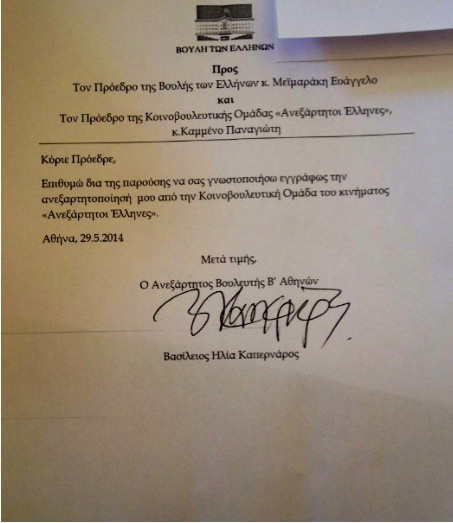 ΒΟΥΛΗ ΤΩΝ ΕΛΛΗΝΩΝ
Προς
Τον Πρόεδρο της Βουλής των Ελλήνων κ. Μεϊμαράκη Ευάγγελο
και
Τον Πρόεδρο της Κοινοβουλευτικής Ομάδας «Ανεξάρτητοι Έλληνες»,
κ.Καμμένο Παναγιώτη
Κύριε Πρόεδρε,
Επιθυμώ δια της παρούσης να σας γνωστοποιήσω εγγράφως την
ανεξαρτητοποίησή μου από την Κοινοβουλευτική Ομάδα του κινήματος
«Ανεξάρτητοι Έλληνες».
Αθήνα, 29.5.2014
Μετά τιμής,
Ο Ανεξάρτητος Βουλευτής Β' Αθηνών
Βασίλειος Ηλία Καπερνάρος